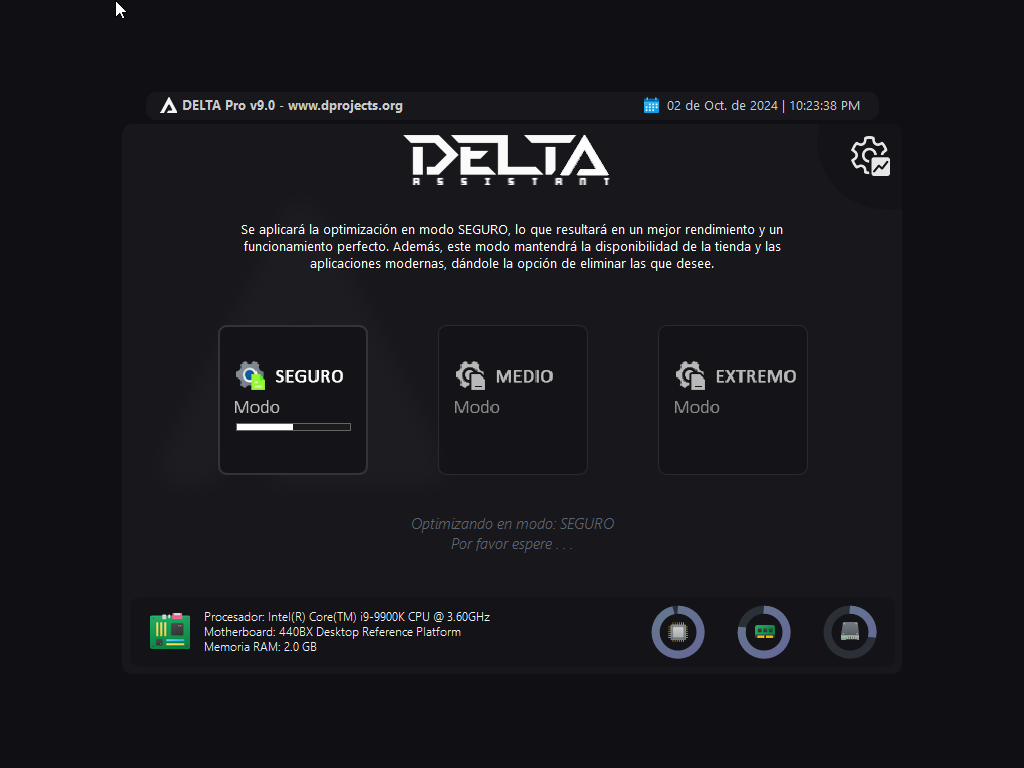 DELTA Pro v9.0 - www.dprojects.org
02 de Oct. de 2024 | 10:23:38 PM
DELTA
ASSISTANT
Se aplicará la optimización en modo SEGURO, lo que resultará en un mejor rendimiento y un
funcionamiento perfecto. Además, este modo mantendrá la disponibilidad de la tienda y las
aplicaciones modernas, dándole la opción de eliminar las que desee.
SEGURO
Modo
MEDIO
Modo
EXTREMO
Modo
Optimizando en modo: SEGURO
Por favor espere . . .
Procesador: Intel(R) Core(TM) i9-9900K CPU @ 3.60GHz
Motherboard: 440BX Desktop Reference Platform
Memoria RAM: 2.0 GB